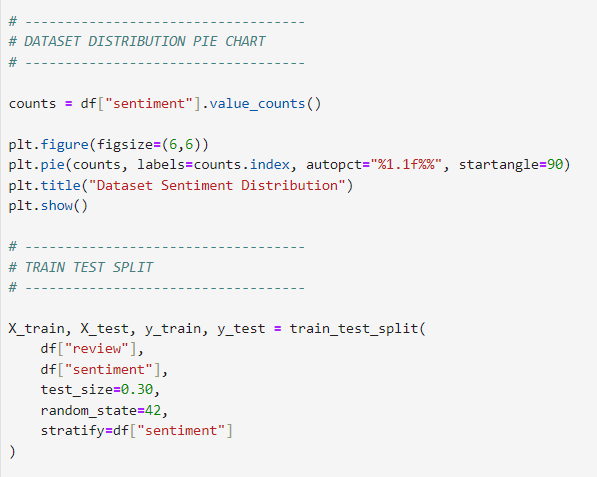 # -----------------------------------
# DATASET DISTRIBUTION PIE CHART
# -----------------------------------
counts = df["sentiment"].value_counts()
plt.figure(figsize=(6,6))
plt.pie(counts, labels=counts.index, autopct="%1.1f%%", startangle=90)
plt.title("Dataset Sentiment Distribution")
plt.show()
# -----------------------------------
# TRAIN TEST SPLIT
# -----------------------------------
X_train, X_test, y_train, y_test = train_test_split(
    df["review"],
    df["sentiment"],
    test_size=0.30,
    random_state=42,
    stratify=df["sentiment"]
)